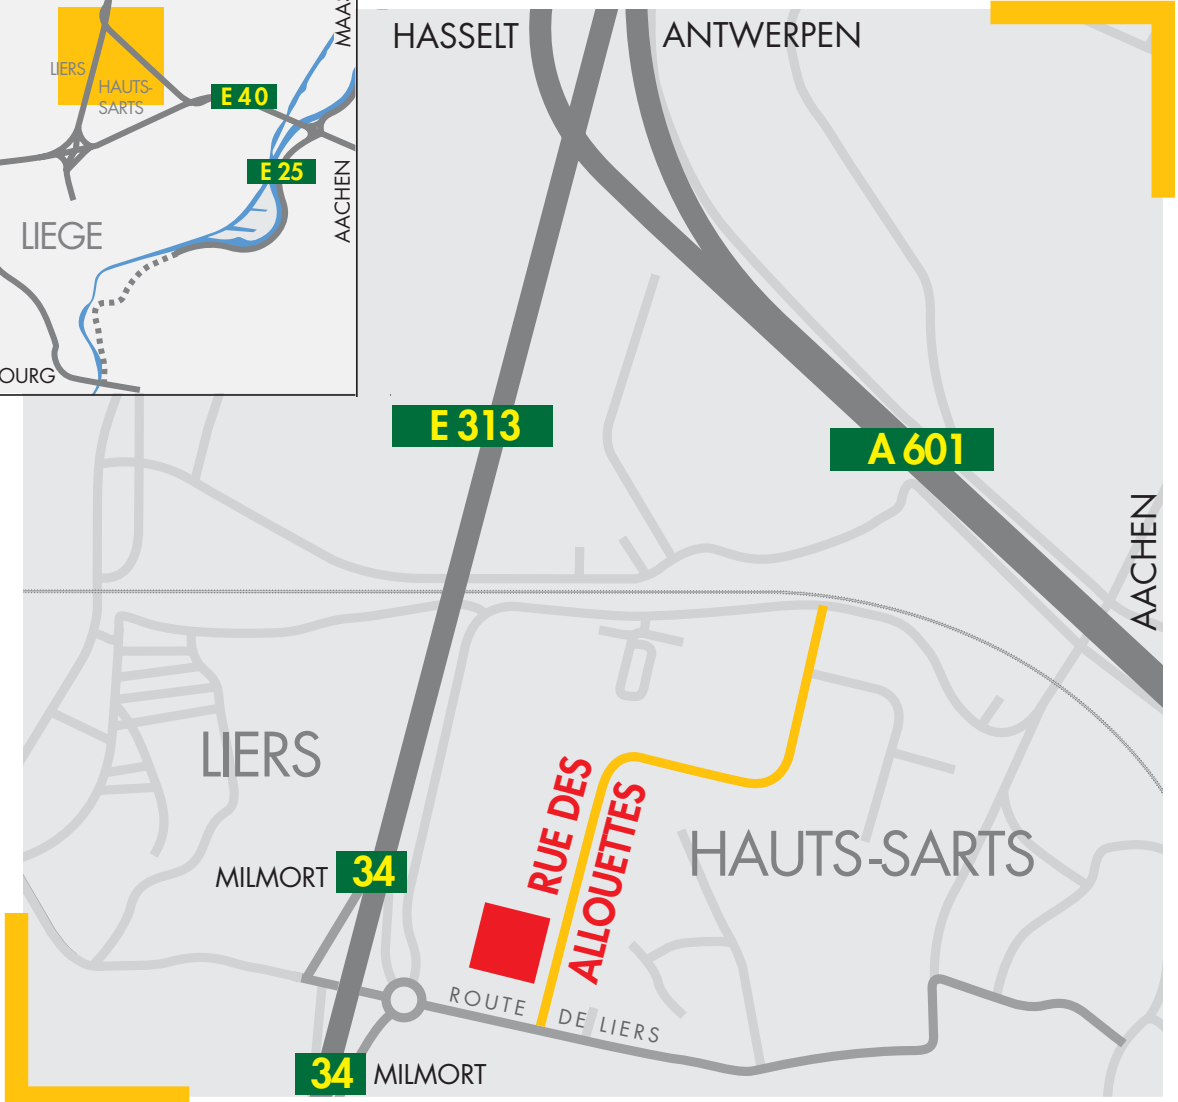 HASSELT
ANTWERPEN
MAAS
LIERS
HAUTS-
SARTS
E 40
E 25
AACHEN
LIEGE
OURG
E 313
A 601
AACHEN
LIERS
RUE DES
ALLOUETTES
HAUTS-SARTS
MILMORT
34
ROUTE DE LIERS
34
MILMORT